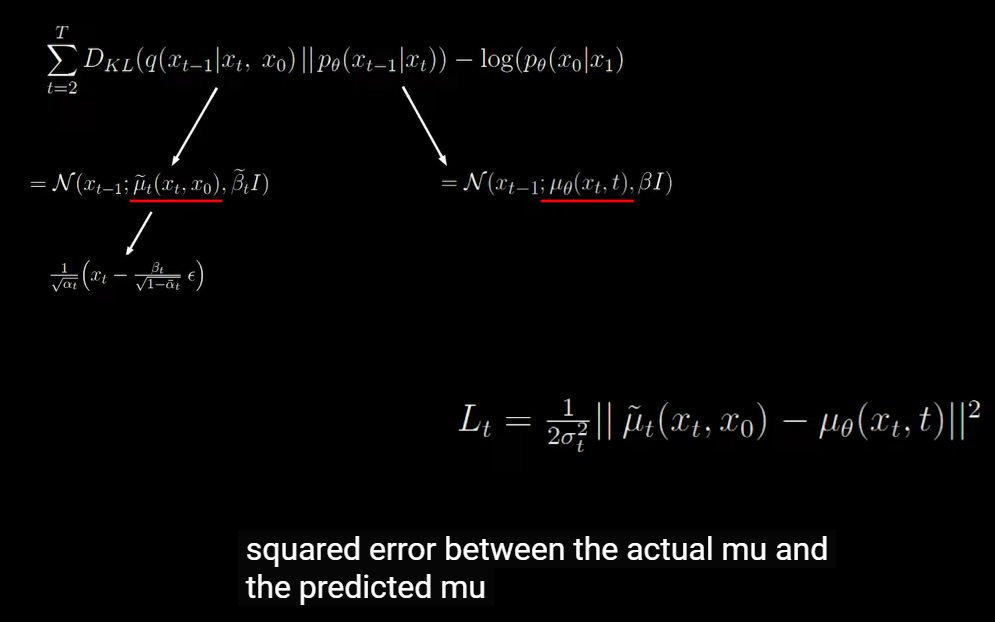 \sum_{t=2}^{T} D_{KL}(q(x_{t-1}|x_t, x_0)||p_\theta(x_{t-1}|x_t)) - \log(p_\theta(x_0|x_1)
= \mathcal{N}(x_{t-1}; \tilde{\mu}_t(x_t, x_0), \tilde{\beta}_t I)
= \mathcal{N}(x_{t-1}; \mu_\theta(x_t, t), \beta I)
\frac{1}{\sqrt{\alpha_t}}\left(x_t - \frac{\beta_t}{\sqrt{1-\bar{\alpha}_t}} \epsilon\right)
L_t = \frac{1}{2\sigma_t^2}|| \tilde{\mu}_t(x_t, x_0) - \mu_\theta(x_t, t)||^2
squared error between the actual mu and
the predicted mu